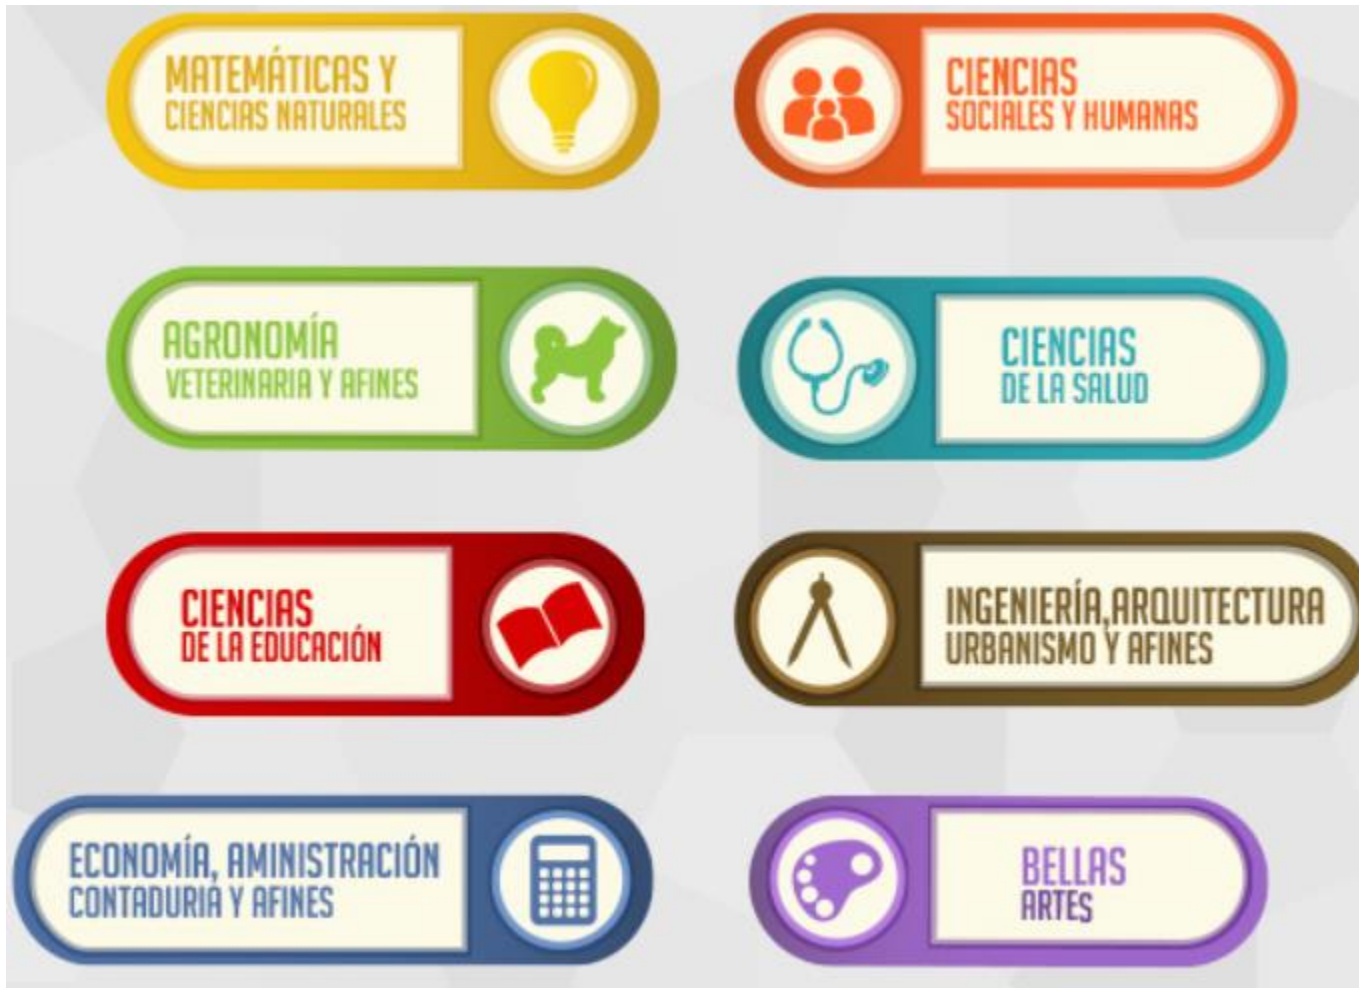 MATEMÁTICAS Y
CIENCIAS NATURALES
CIENCIAS
SOCIALES Y HUMANAS
AGRONOMÍA
VETERINARIA Y AFINES
CIENCIAS
DE LA SALUD
CIENCIAS
DE LA EDUCACIÓN
INGENIERÍA,ARQUITECTURA
URBANISMO Y AFINES
ECONOMÍA, AMINISTRACIÓN
CONTADURIA Y AFINES
BELLAS
ARTES